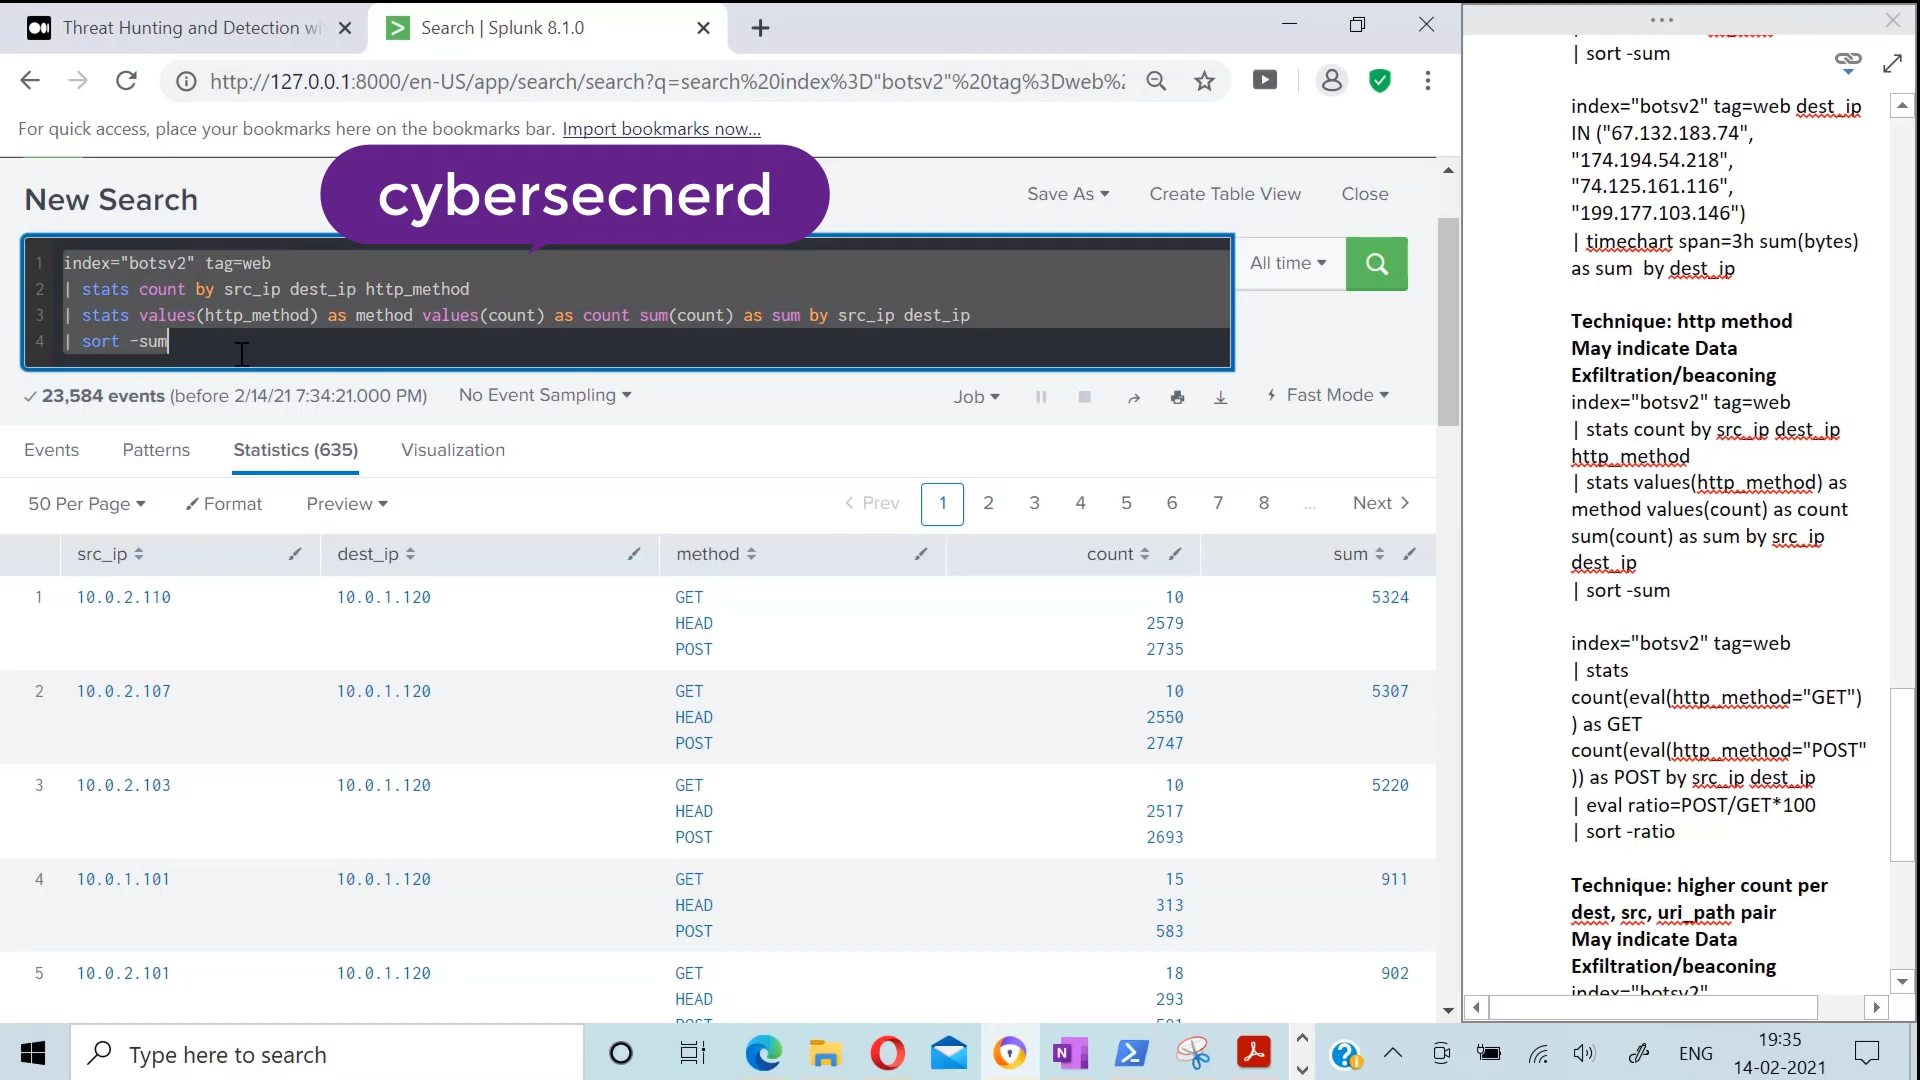 Threat Hunting and Detection wi
Search | Splunk 8.1.0
http://127.0.0.1:8000/en-US/app/search/search?q=search%20index%3D"botsv2"%20tag%3Dweb%2
For quick access, place your bookmarks here on the bookmarks bar. Import bookmarks now...
cybersecnerd
New Search
Save As
Create Table View
Close
1 index="botsv2" tag=web
2 | stats count by src_ip dest_ip http_method
3 | stats values(http_method) as method values(count) as count sum(count) as sum by src_ip dest_ip
4 | sort -sum
All time
23,584 events (before 2/14/21 7:34:21.000 PM)
No Event Sampling
Job
Fast Mode
Events
Patterns
Statistics (635)
Visualization
50 Per Page
Format
Preview
< Prev 1 2 3 4 5 6 7 8 ... Next >
src_ip dest_ip method count sum
1 10.0.2.110 10.0.1.120 GET 10 5324
HEAD 2579
POST 2735
2 10.0.2.107 10.0.1.120 GET 10 5307
HEAD 2550
POST 2747
3 10.0.2.103 10.0.1.120 GET 10 5220
HEAD 2517
POST 2693
4 10.0.1.101 10.0.1.120 GET 15 911
HEAD 313
POST 583
5 10.0.2.101 10.0.1.120 GET 18 902
HEAD 293
| sort -sum
index="botsv2" tag=web dest_ip
IN ("67.132.183.74",
"174.194.54.218",
"74.125.161.116",
"199.177.103.146")
| timechart span=3h sum(bytes)
as sum by dest_ip
Technique: http method
May indicate Data
Exfiltration/beaconing
index="botsv2" tag=web
| stats count by src_ip dest_ip
http_method
| stats values(http_method) as
method values(count) as count
sum(count) as sum by src_ip
dest_ip
| sort -sum
index="botsv2" tag=web
| stats
count(eval(http_method="GET")
) as GET
count(eval(http_method="POST"
)) as POST by src_ip dest_ip
| eval ratio=POST/GET*100
| sort -ratio
Technique: higher count per
dest, src, uri_path pair
May indicate Data
Exfiltration/beaconing
index="botsv2"
Type here to search
ENG
19:35
14-02-2021